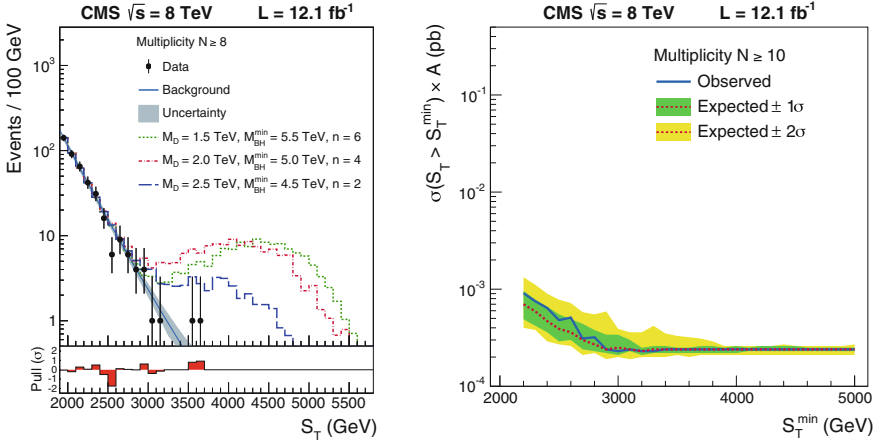 CMS √s = 8 TeV L = 12.1 fb⁻¹
Multiplicity N ≥ 8
Data
Background
Uncertainty
M_D = 1.5 TeV, M_BH^min = 5.5 TeV, n = 6
M_D = 2.0 TeV, M_BH^min = 5.0 TeV, n = 4
M_D = 2.5 TeV, M_BH^min = 4.5 TeV, n = 2
Events / 100 GeV
10³
10²
10
1
Pull (σ)
2
1
0
-1
-2
2000 2500 3000 3500 4000 4500 5000 5500
S_T (GeV)
CMS √s = 8 TeV L = 12.1 fb⁻¹
Multiplicity N ≥ 10
Observed
Expected ± 1σ
Expected ± 2σ
σ(S_T > S_T^min) × A (pb)
10⁻¹
10⁻²
10⁻³
10⁻⁴
2000 3000 4000 5000
S_T^min (GeV)